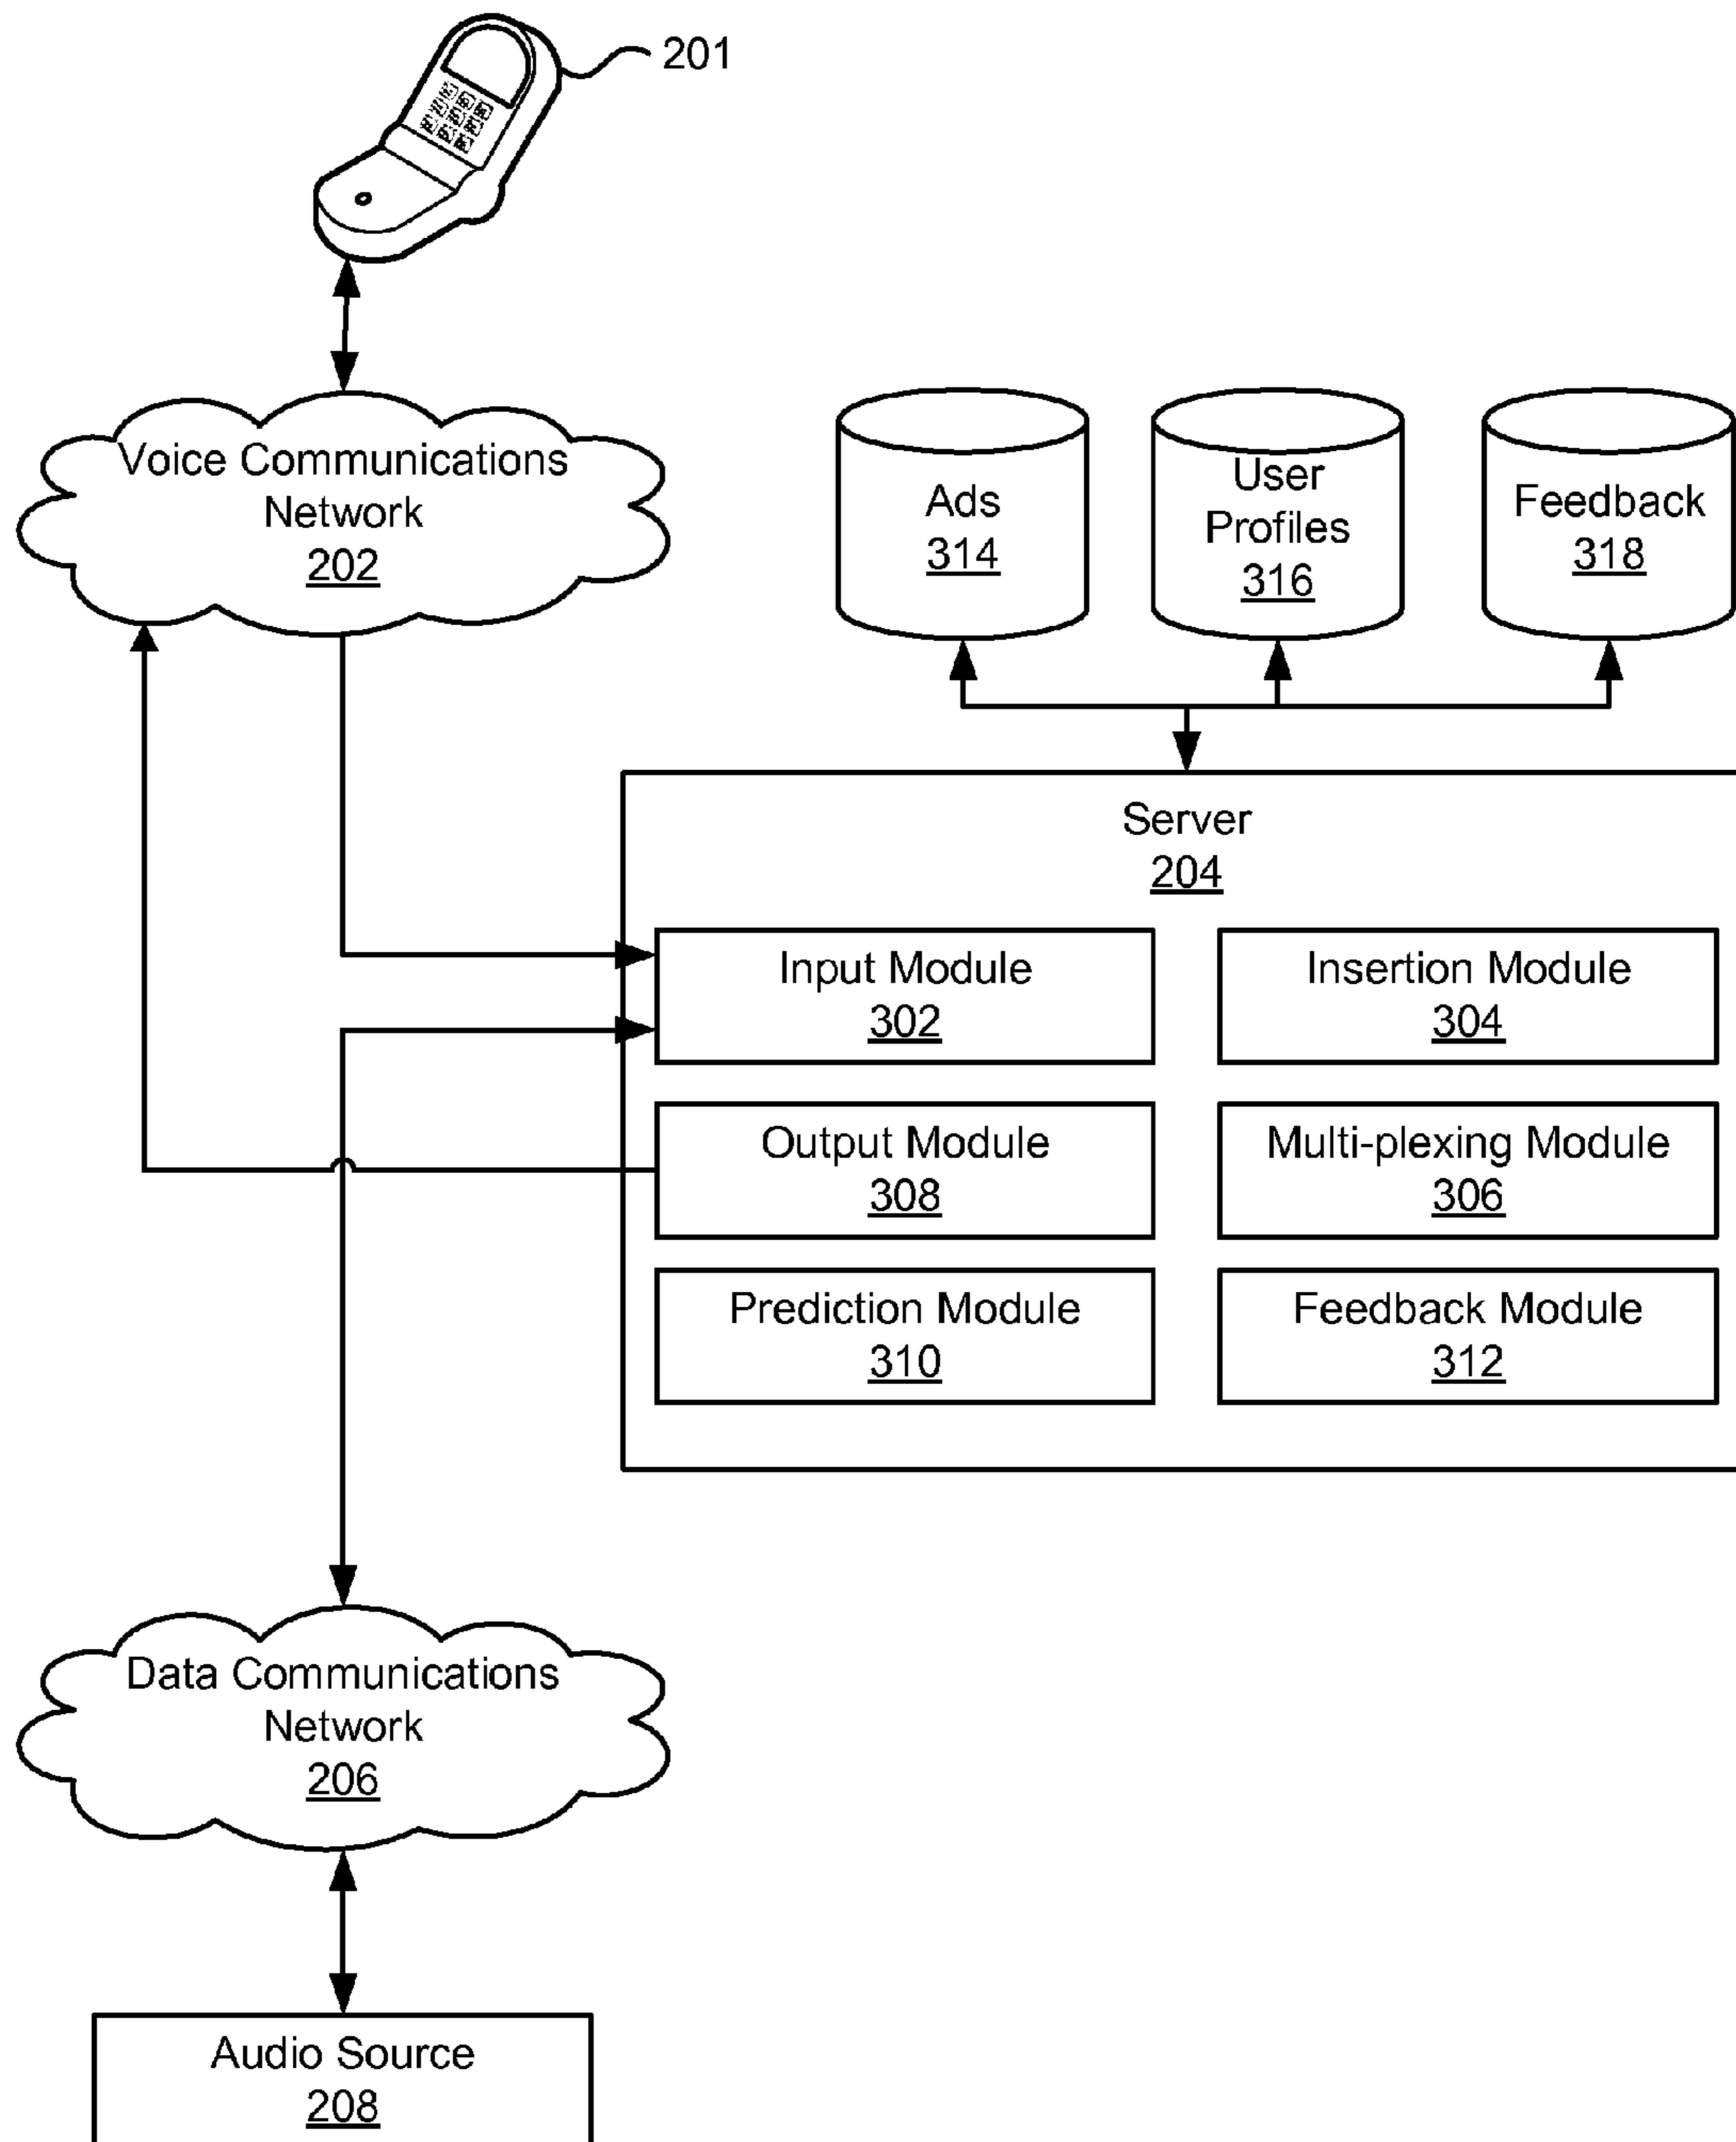 201
Voice Communications
Network
202
Ads
314
User
Profiles
316
Feedback
318
Server
204
Input Module
302
Insertion Module
304
Output Module
308
Multi-plexing Module
306
Prediction Module
310
Feedback Module
312
Data Communications
Network
206
Audio Source
208